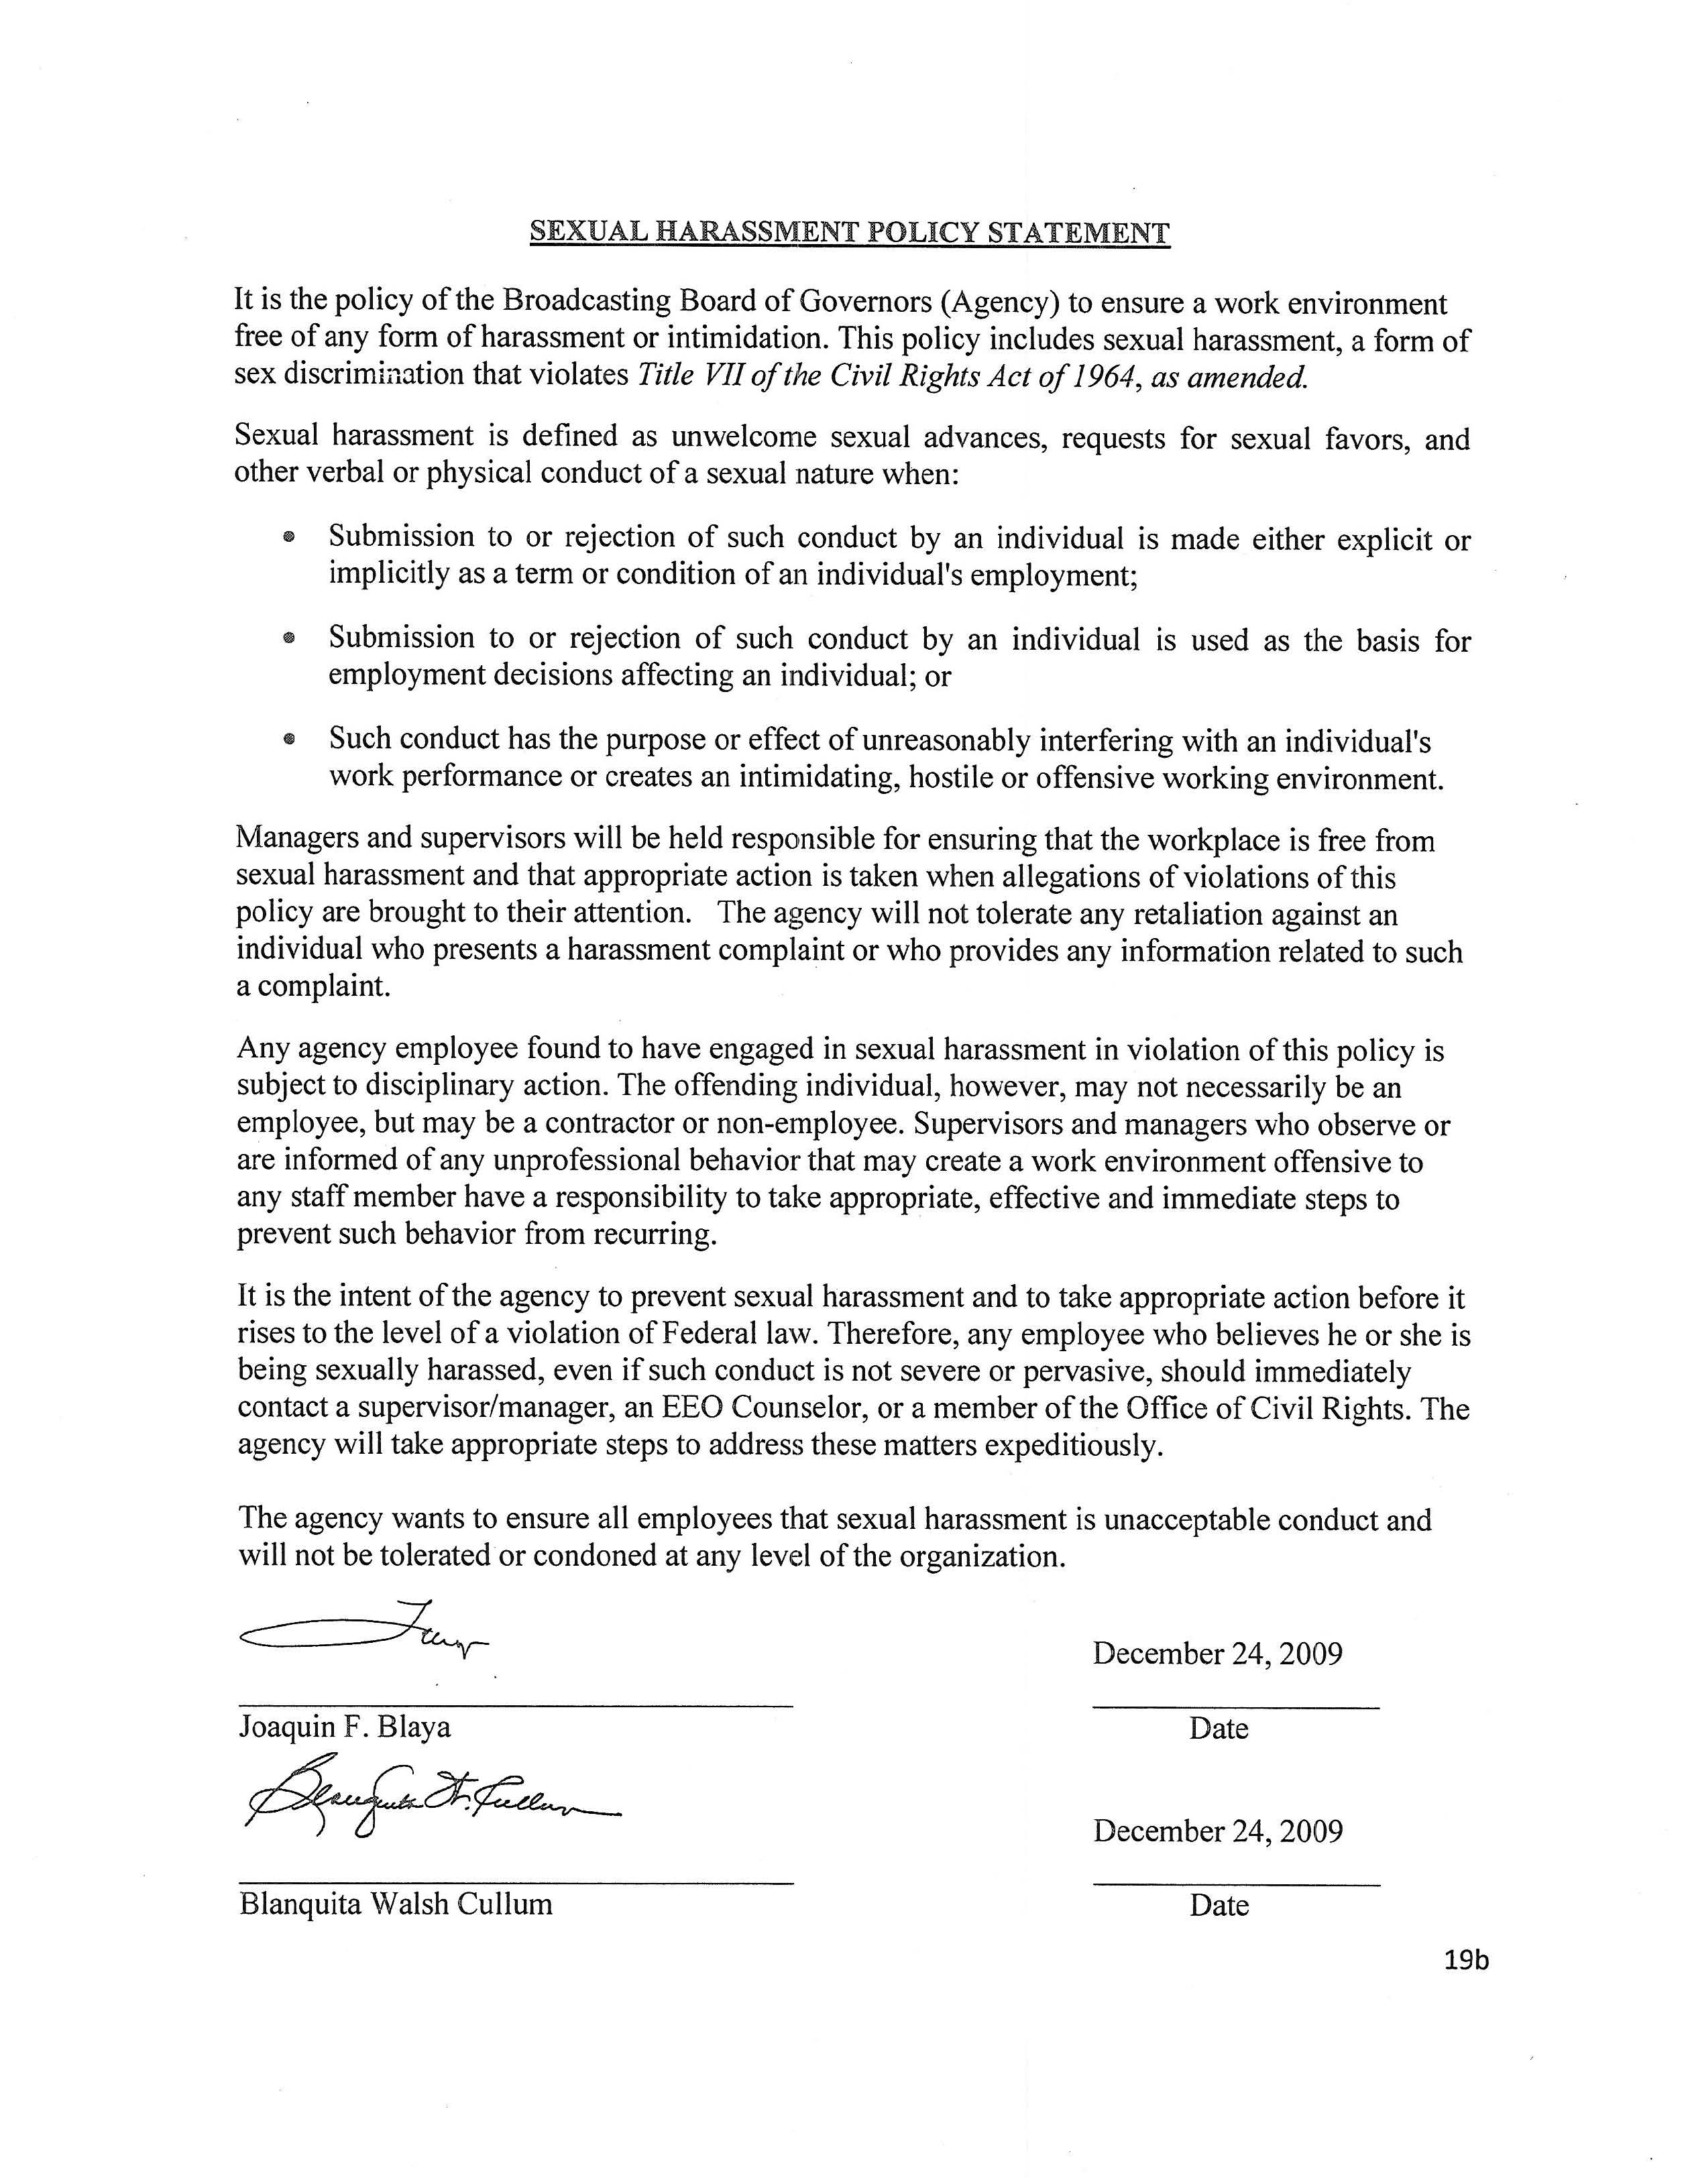 SEXUAL HARASSMENT POLICY STATEMENT
It is the policy of the Broadcasting Board of Governors (Agency) to ensure a work environment
free of any form of harassment or intimidation. This policy includes sexual harassment, a form of
sex discrimination that violates Title VII of the Civil Rights Act of 1964, as amended.
Sexual harassment is defined as unwelcome sexual advances, requests for sexual favors, and
other verbal or physical conduct of a sexual nature when:
• Submission to or rejection of such conduct by an individual is made either explicit or
implicitly as a term or condition of an individual's employment;
• Submission to or rejection of such conduct by an individual is used as the basis for
employment decisions affecting an individual; or
• Such conduct has the purpose or effect of unreasonably interfering with an individual's
work performance or creates an intimidating, hostile or offensive working environment.
Managers and supervisors will be held responsible for ensuring that the workplace is free from
sexual harassment and that appropriate action is taken when allegations of violations of this
policy are brought to their attention. The agency will not tolerate any retaliation against an
individual who presents a harassment complaint or who provides any information related to such
a complaint.
Any agency employee found to have engaged in sexual harassment in violation of this policy is
subject to disciplinary action. The offending individual, however, may not necessarily be an
employee, but may be a contractor or non-employee. Supervisors and managers who observe or
are informed of any unprofessional behavior that may create a work environment offensive to
any staff member have a responsibility to take appropriate, effective and immediate steps to
prevent such behavior from recurring.
It is the intent of the agency to prevent sexual harassment and to take appropriate action before it
rises to the level of a violation of Federal law. Therefore, any employee who believes he or she is
being sexually harassed, even if such conduct is not severe or pervasive, should immediately
contact a supervisor/manager, an EEO Counselor, or a member of the Office of Civil Rights. The
agency will take appropriate steps to address these matters expeditiously.
The agency wants to ensure all employees that sexual harassment is unacceptable conduct and
will not be tolerated or condoned at any level of the organization.
December 24, 2009
Joaquin F. Blaya Date
Blanquita W. Cullum
December 24, 2009
Blanquita Walsh Cullum Date
19b